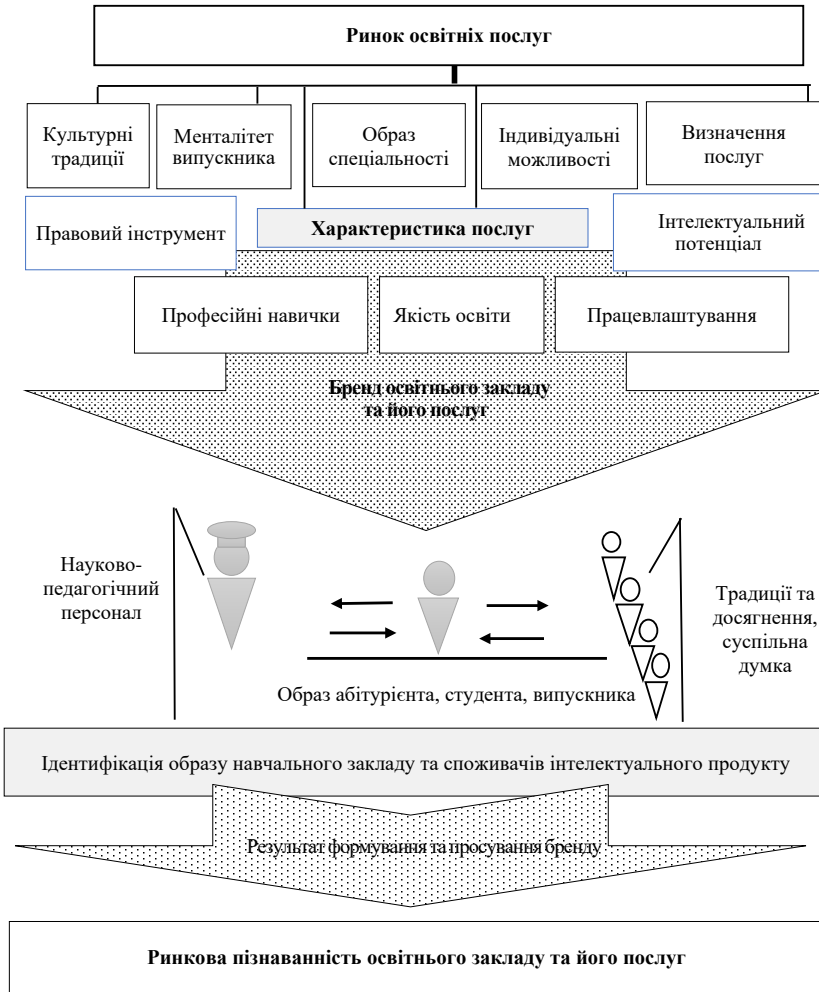 Ринок освітніх послуг
Культурні
традиції
Менталітет
випускника
Образ
спеціальності
Індивідуальні
можливості
Визначення
послуг
Правовий інструмент
Характеристика послуг
Інтелектуальний
потенціал
Професійні навички
Якість освіти
Працевлаштування
Бренд освітнього закладу
та його послуг
Науково-
педагогічний
персонал
Традиції та
досягнення,
суспільна
думка
Образ абітурієнта, студента, випускника
Ідентифікація образу навчального закладу та споживачів інтелектуального продукту
Результат формування та просування бренду
Ринкова пізнаванність освітнього закладу та його послуг